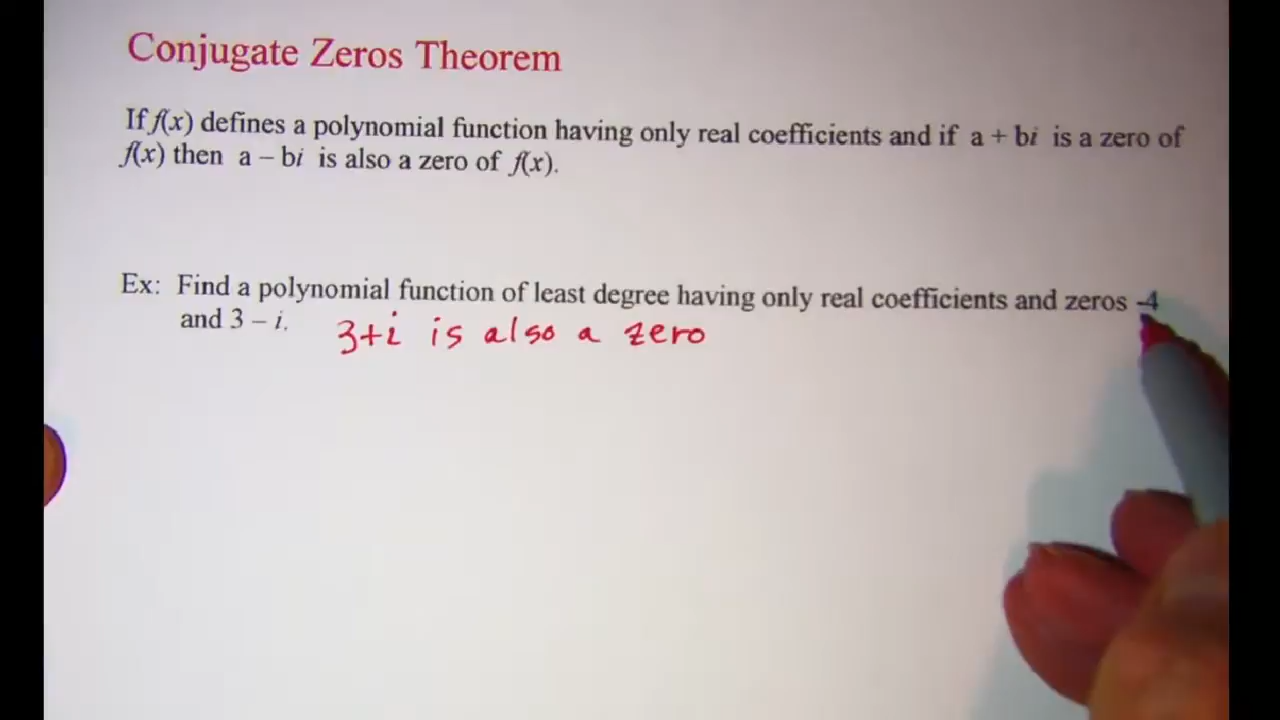 Conjugate Zeros Theorem
If f(x) defines a polynomial function having only real coefficients and if a + bi is a zero of
f(x) then a – bi is also a zero of f(x).
Ex: Find a polynomial function of least degree having only real coefficients and zeros -4
and 3 – i.
3+i is also a zero